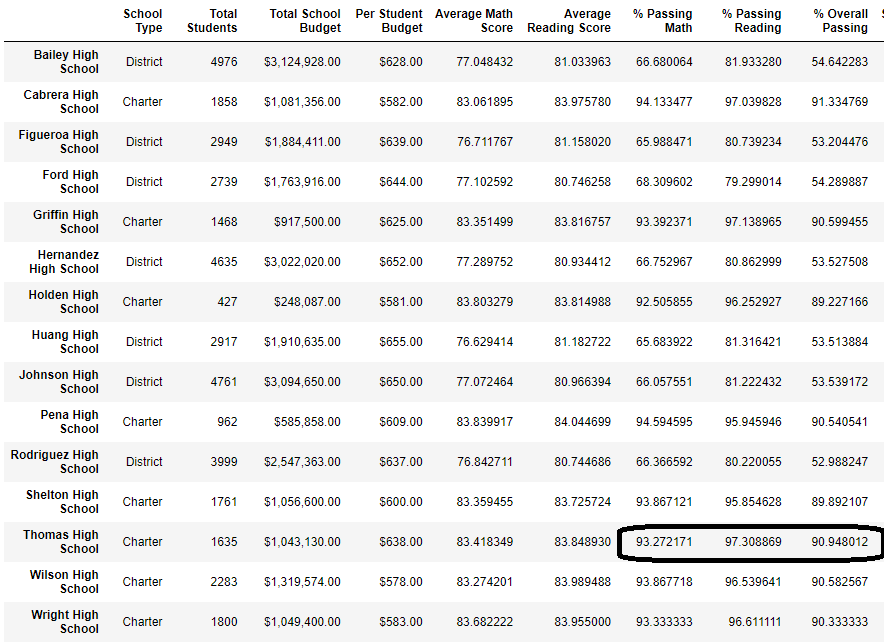 School Type Total Students Total School Budget Per Student Budget Average Math Score Average Reading Score % Passing Math % Passing Reading % Overall Passing
Bailey High School District 4976 $3,124,928.00 $628.00 77.048432 81.033963 66.680064 81.933280 54.642283
Cabrera High School Charter 1858 $1,081,356.00 $582.00 83.061895 83.975780 94.133477 97.039828 91.334769
Figueroa High School District 2949 $1,884,411.00 $639.00 76.711767 81.158020 65.988471 80.739234 53.204476
Ford High School District 2739 $1,763,916.00 $644.00 77.102592 80.746258 68.309602 79.299014 54.289887
Griffin High School Charter 1468 $917,500.00 $625.00 83.351499 83.816757 93.392371 97.138965 90.599455
Hernandez High School District 4635 $3,022,020.00 $652.00 77.289752 80.934412 66.752967 80.862999 53.527508
Holden High School Charter 427 $248,087.00 $581.00 83.803279 83.814988 92.505855 96.252927 89.227166
Huang High School District 2917 $1,910,635.00 $655.00 76.629414 81.182722 65.683922 81.316421 53.513884
Johnson High School District 4761 $3,094,650.00 $650.00 77.072464 80.966394 66.057551 81.222432 53.539172
Pena High School Charter 962 $585,858.00 $609.00 83.839917 84.044699 94.594595 95.945946 90.540541
Rodriguez High School District 3999 $2,547,363.00 $637.00 76.842711 80.744686 66.366592 80.220055 52.988247
Shelton High School Charter 1761 $1,056,600.00 $600.00 83.359455 83.725724 93.867121 95.854628 89.892107
Thomas High School Charter 1635 $1,043,130.00 $638.00 83.418349 83.848930 93.272171 97.308869 90.948012
Wilson High School Charter 2283 $1,319,574.00 $578.00 83.274201 83.989488 93.867718 96.539641 90.582567
Wright High School Charter 1800 $1,049,400.00 $583.00 83.682222 83.955000 93.333333 96.611111 90.333333